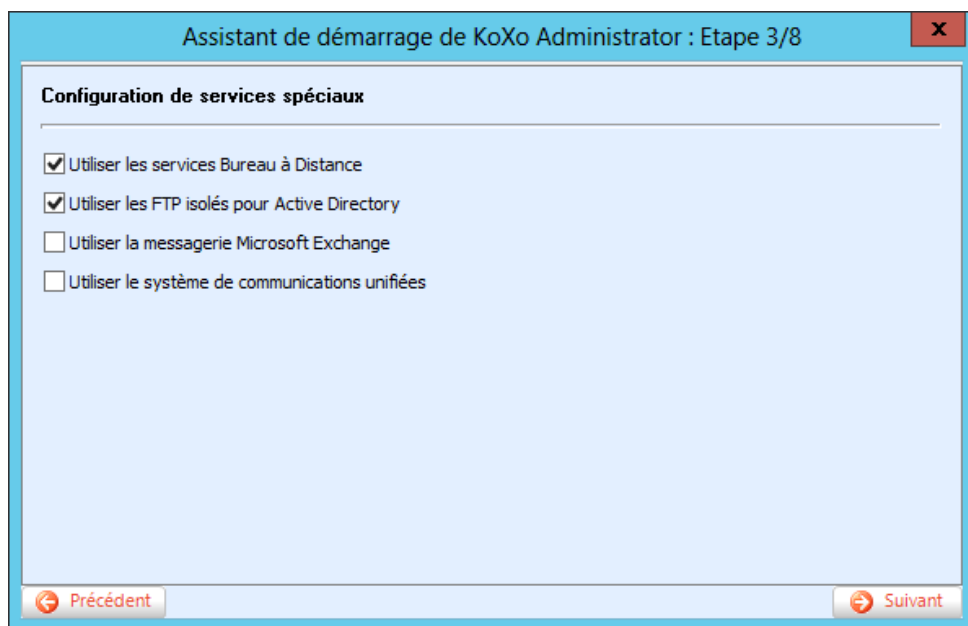 Assistant de démarrage de KoXo Administrator : Etape 3/8
x
Configuration de services spéciaux
Utiliser les services Bureau à Distance
Utiliser les FTP isolés pour Active Directory
Utiliser la messagerie Microsoft Exchange
Utiliser le système de communications unifiées
Précédent
Suivant